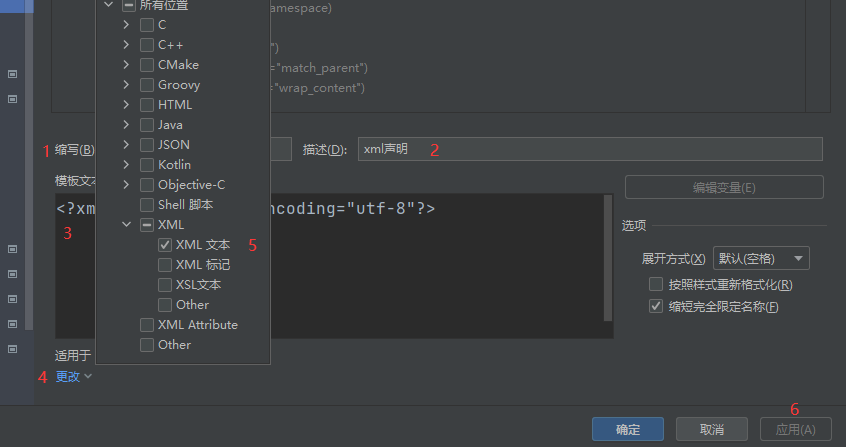 所有位置
amespace)
C
C++
")
CMake
="match_parent")
Groovy
="wrap_content")
HTML
Java
JSON
1 缩写(B) 描述(D): xml声明 2
Kotlin
模板文本
Objective-C
编辑变量(E)
Shell 脚本
<?xm ncoding="utf-8"?>
3
XML
选项
XML 文本 5
展开方式(X) 默认(空格)
XML 标记
XSL文本
按照样式重新格式化(R)
Other
缩短完全限定名称(F)
XML Attribute
Other
适用于
4 更改
6
确定 取消 应用(A)